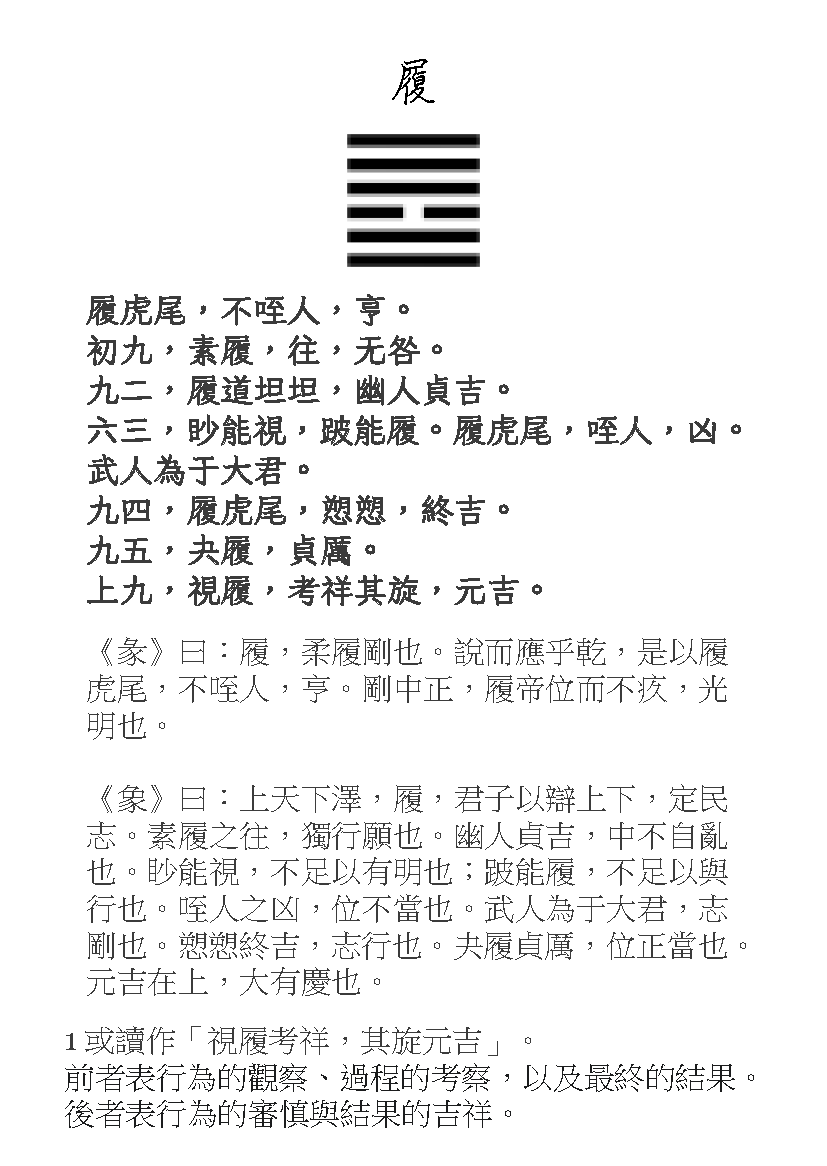 履
履虎尾，不咥人，亨。
初九，素履，往，无咎。
九二，履道坦坦，幽人貞吉。
六三，眇能視，跛能履。履虎尾，咥人，凶。
武人為于大君。
九四，履虎尾，愬愬，終吉。
九五，夬履，貞厲。
上九，視履，考祥其旋，元吉。
《彖》曰：履，柔履剛也。說而應乎乾，是以履
虎尾，不咥人，亨。剛中正，履帝位而不疚，光
明也。
《象》曰：上天下澤，履，君子以辯上下，定民
志。素履之往，獨行願也。幽人貞吉，中不自亂
也。眇能視，不足以有明也；跛能履，不足以與
行也。咥人之凶，位不當也。武人為于大君，志
剛也。愬愬終吉，志行也。夬履貞厲，位正當也。
元吉在上，大有慶也。
1 或讀作「視履考祥，其旋元吉」。
前者表行為的觀察、過程的考察，以及最終的結果。
後者表行為的審慎與結果的吉祥。